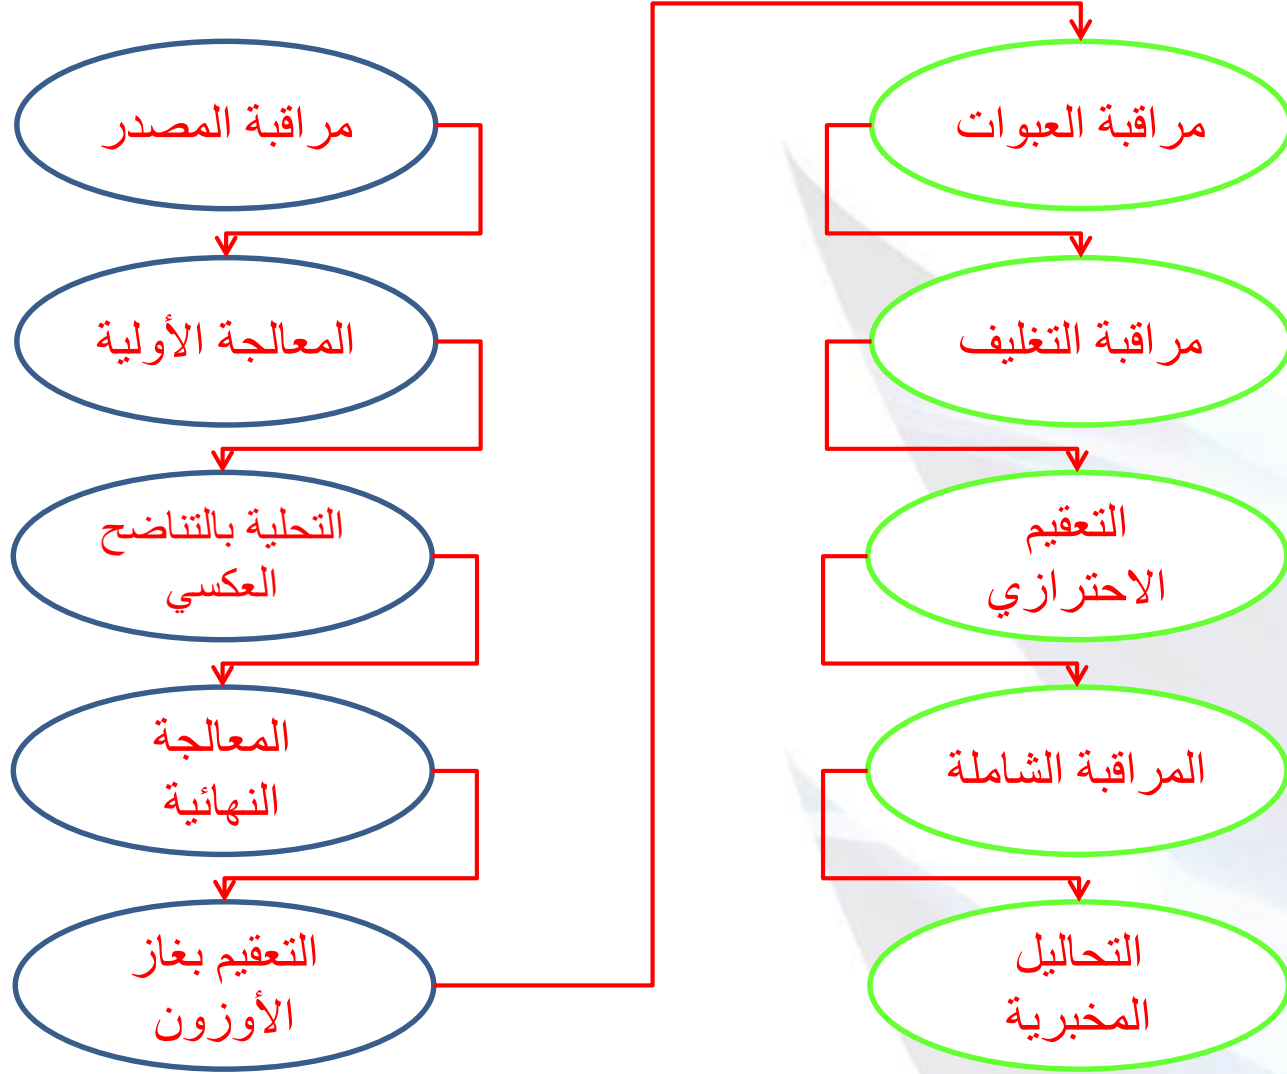 مراقبة المصدر
المعالجة الأولية
التحلية بالتناضح
العكسي
المعالجة
النهائية
التعقيم بغاز
الأوزون
مراقبة العبوات
مراقبة التغليف
التعقيم
الاحترازي
المراقبة الشاملة
التحاليل
المخبرية